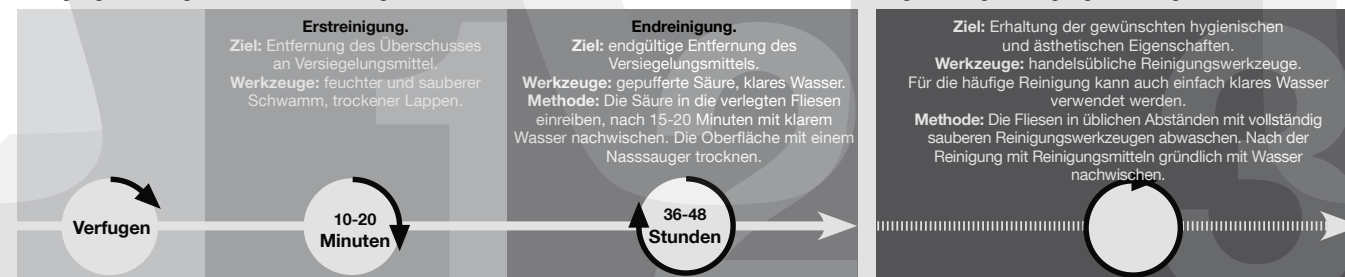 Erstreinigung.
Ziel: Entfernung des Überschusses
an Versiegelungsmittel.
Werkzeuge: feuchter und sauberer
Schwamm, trockener Lappen.
Endreinigung.
Ziel: endgültige Entfernung des
Versiegelungsmittels.
Werkzeuge: gepufferte Säure, klares Wasser.
Methode: Die Säure in die verlegten Fliesen
einreiben, nach 15-20 Minuten mit klarem
Wasser nachwischen. Die Oberfläche mit einem
Nasssauger trocknen.
Ziel: Erhaltung der gewünschten hygienischen
und ästhetischen Eigenschaften.
Werkzeuge: handelsübliche Reinigungswerkzeuge.
Für die häufige Reinigung kann auch einfach klares Wasser
verwendet werden.
Methode: Die Fliesen in üblichen Abständen mit vollständig
sauberen Reinigungswerkzeugen abwaschen. Nach der
Reinigung mit Reinigungsmitteln gründlich mit Wasser
nachwischen.
Verfugen
10-20
Minuten
36-48
Stunden
1
2
3